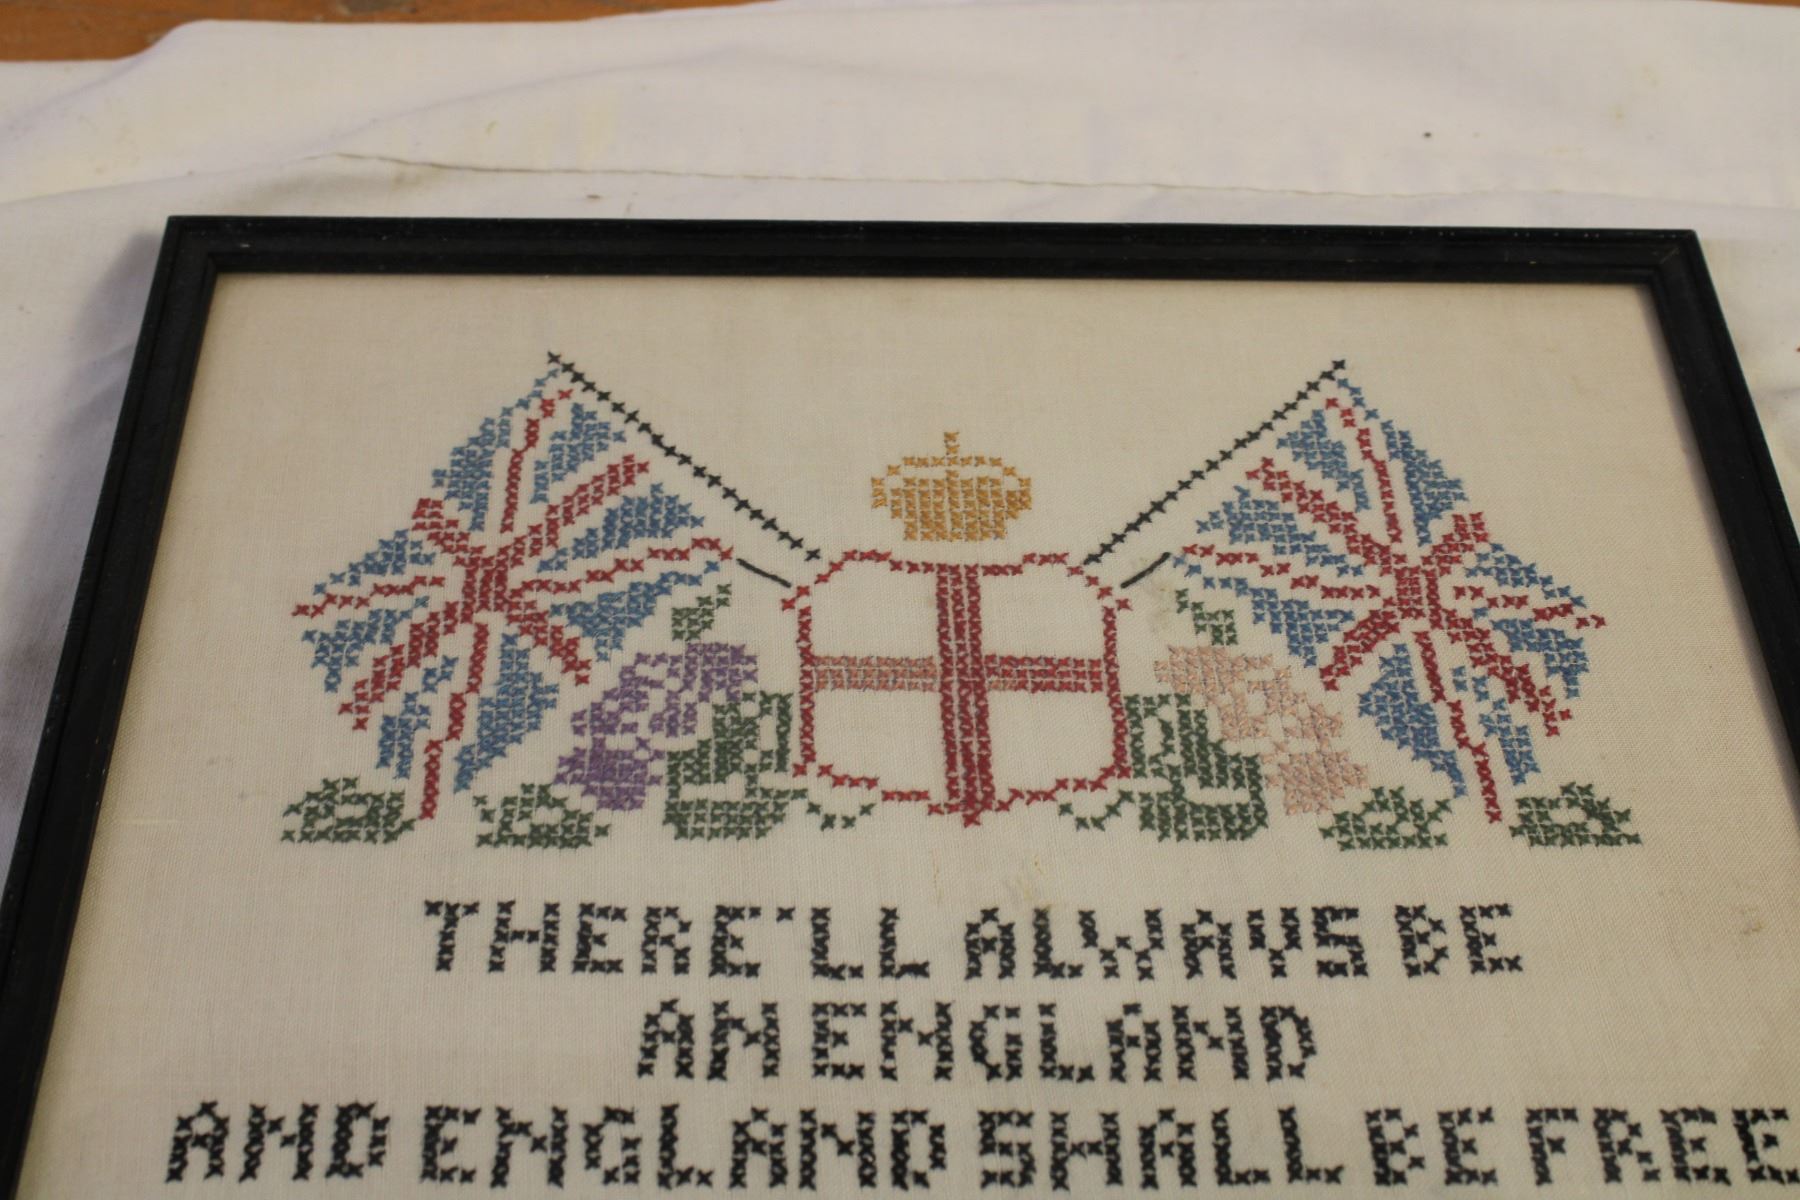 THERE'LL ALWAYS BE
AN ENGLAND
AND ENGLAND SHALL BE FREE